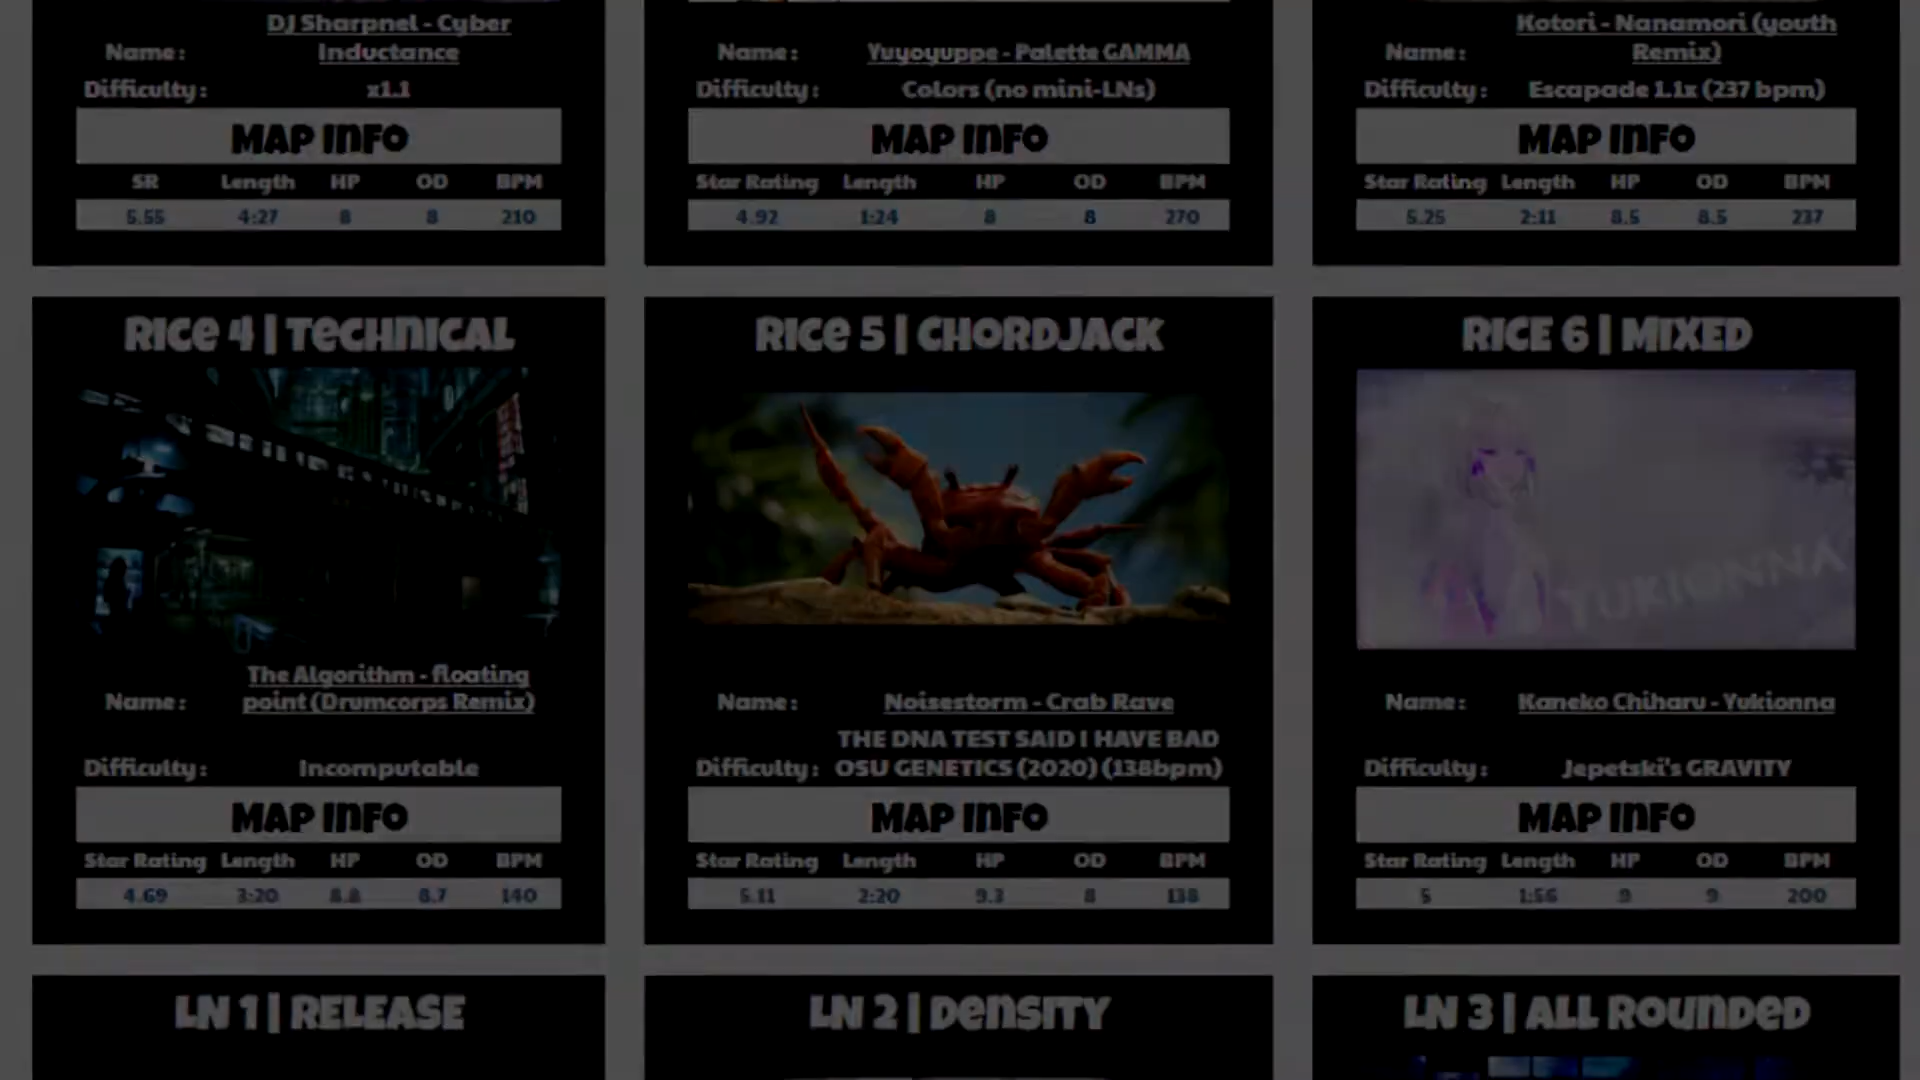 DJ Sharpnel - Cyber
Name: Inductance
Difficulty: x1.1
MAP INFO
SR Length HP OD BPM
5.55 4:27 8 8 210
Name: Yuyoyuppe - Palette GAMMA
Difficulty: Colors (no mini-LNs)
MAP INFO
Star Rating Length HP OD BPM
4.92 1:24 8 8 270
Kotori - Nanamori (youth
Name: Remix)
Difficulty: Escapade 1.1x (237 bpm)
MAP INFO
Star Rating Length HP OD BPM
5.25 2:11 8.5 8.5 237
Rice 4 | Technical
The Algorithm - floating
Name: point (Drumcorps Remix)
Difficulty: Incomputable
MAP INFO
Star Rating Length HP OD BPM
4.69 3:20 8.8 8.7 140
Rice 5 | CHORDJACK
Name: Noisestorm - Crab Rave
THE DNA TEST SAID I HAVE BAD
Difficulty: OSU GENETICS (2020) (138bpm)
MAP INFO
Star Rating Length HP OD BPM
5.11 2:20 9.3 8 138
RICE 6 | MIXED
YUKIONNA
Name: Kaneko Chiharu - Yukionna
Difficulty: Jepetski's GRAVITY
MAP INFO
Star Rating Length HP OD BPM
5 1:56 9 9 200
LN 1 | RELEASE
LN 2 | Density
LN 3 | ALL Rounded